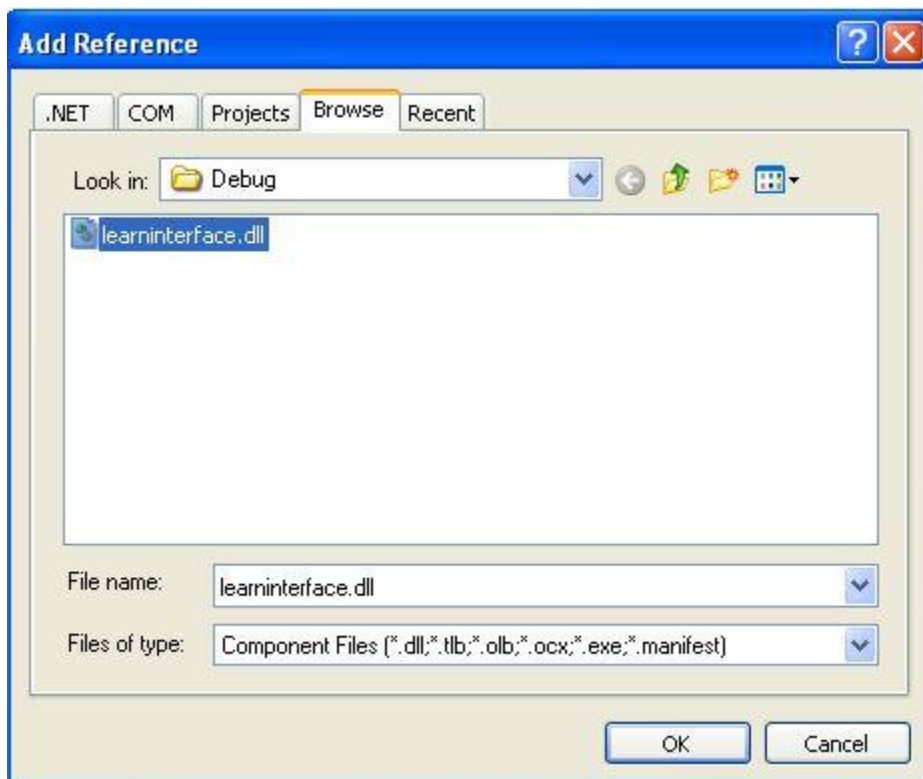 Add Reference
.NET COM Projects Browse Recent
Look in: Debug
learninterface.dll
File name: learninterface.dll
Files of type: Component Files (*.dll;*.tlb;*.olb;*.ocx;*.exe;*.manifest)
OK Cancel